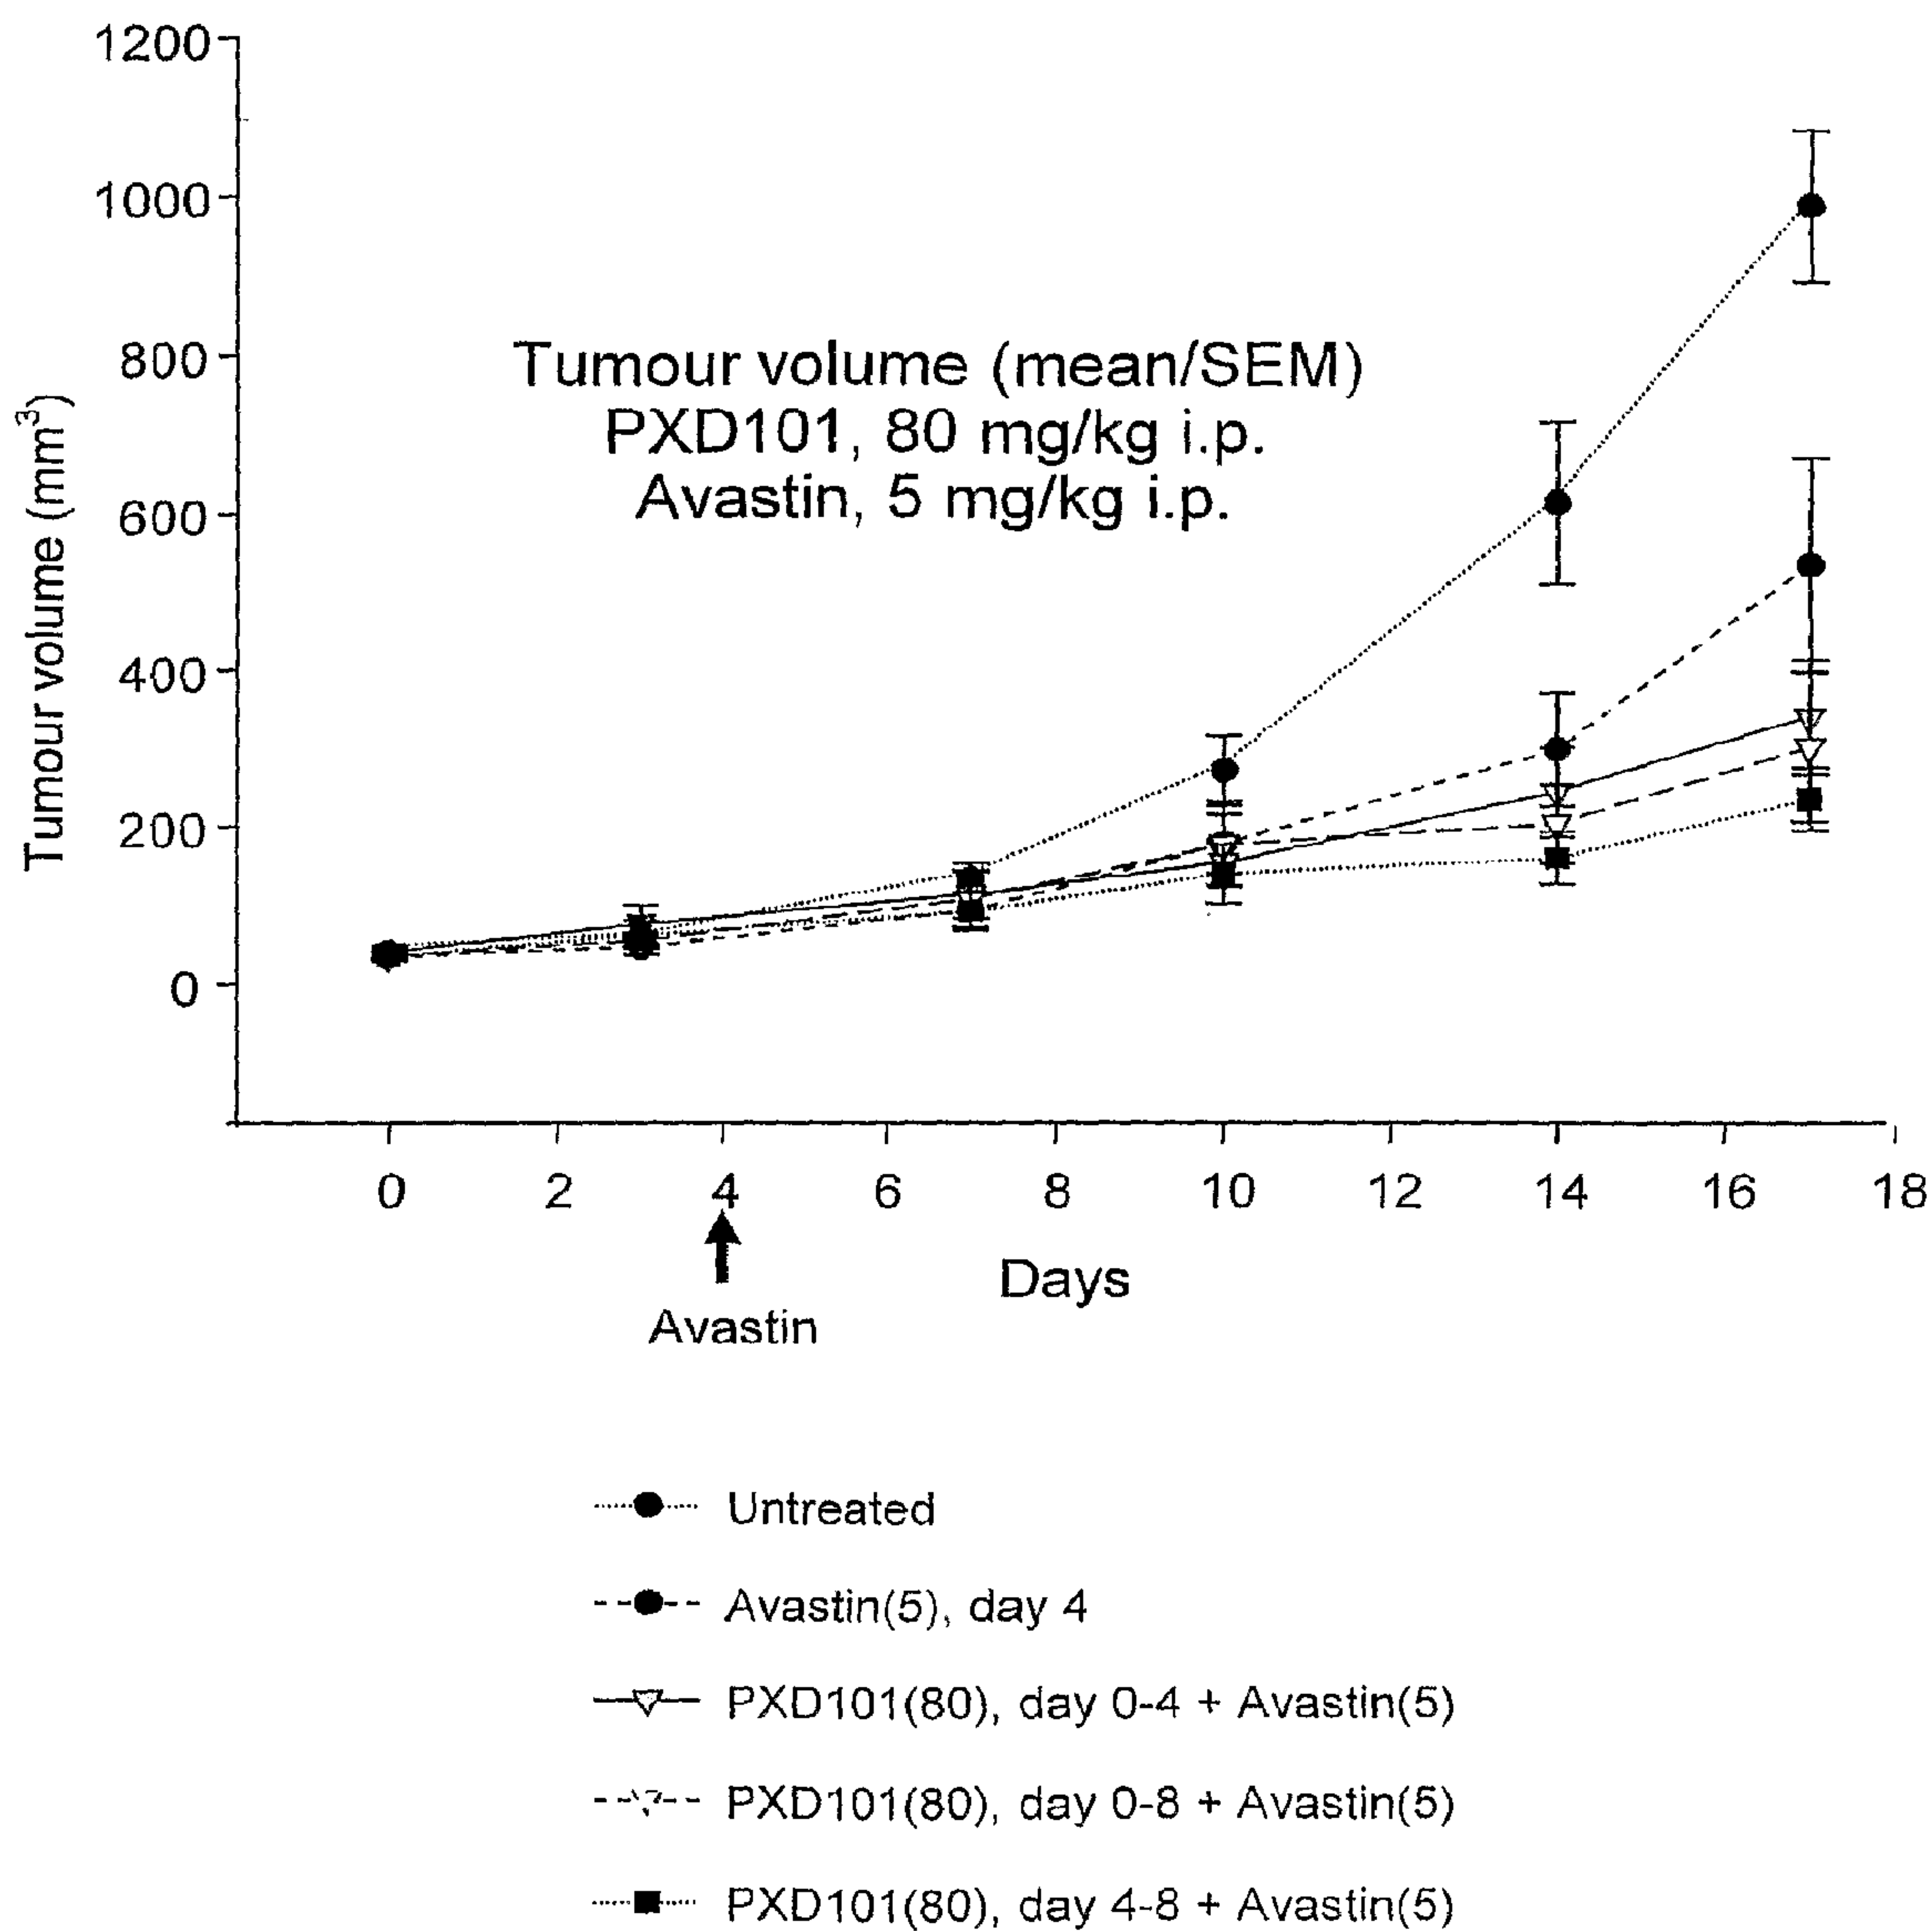 1200
1000
800
600
400
200
0
Tumour volume (mm³)
Tumour volume (mean/SEM)
PXD101, 80 mg/kg i.p.
Avastin, 5 mg/kg i.p.
0 2 4 6 8 10 12 14 16 18
Days
Avastin
Untreated
Avastin(5), day 4
PXD101(80), day 0-4 + Avastin(5)
PXD101(80), day 0-8 + Avastin(5)
PXD101(80), day 4-8 + Avastin(5)